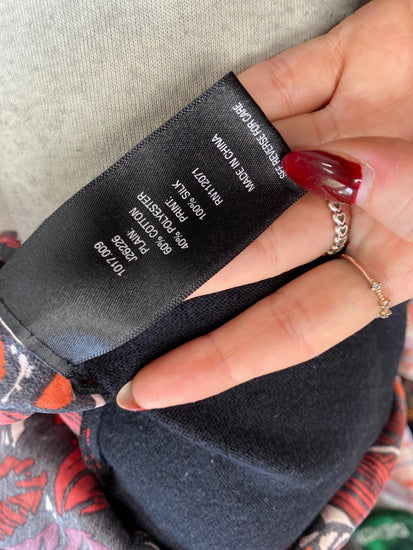 1017.009
J26226
PLAIN:
60% COTTON
40% POLYESTER
PRINT:
100% SILK
RN112071
MADE IN CHINA
SEE REVERSE FOR CARE